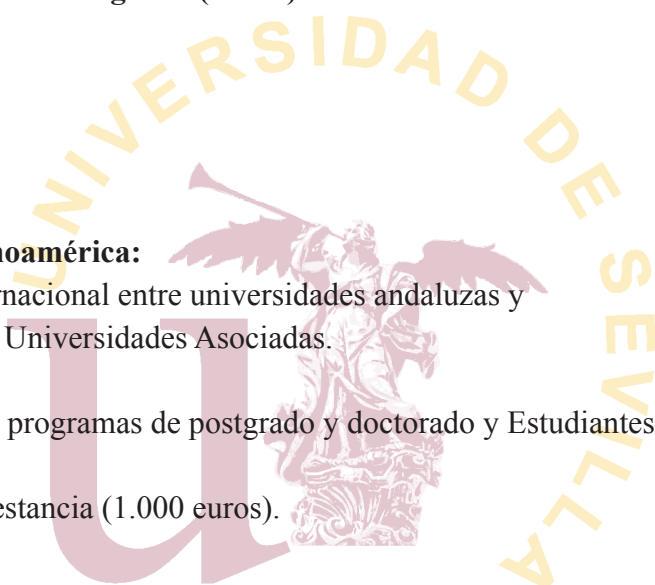 UNIVERSIDAD DE SEVILLA
noamérica:
rnacional entre universidades andaluzas y
Universidades Asociadas.
programas de postgrado y doctorado y Estudiantes
estancia (1.000 euros).